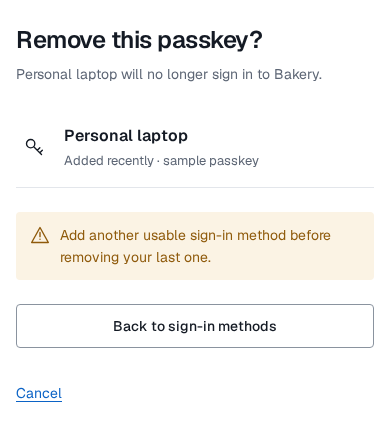 Remove this passkey?
Personal laptop will no longer sign in to Bakery.
Personal laptop
Added recently · sample passkey
Add another usable sign-in method before
removing your last one.
Back to sign-in methods
Cancel